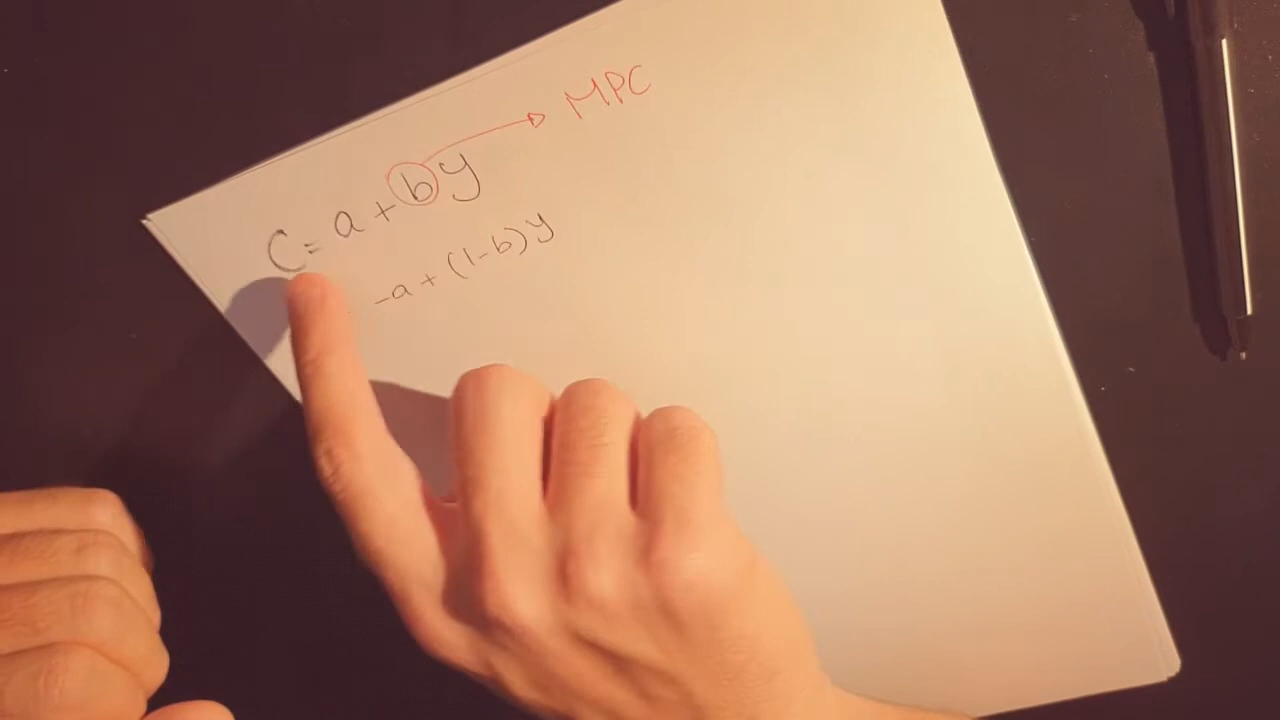 MPC
C = a + by
-a + (1-b)y